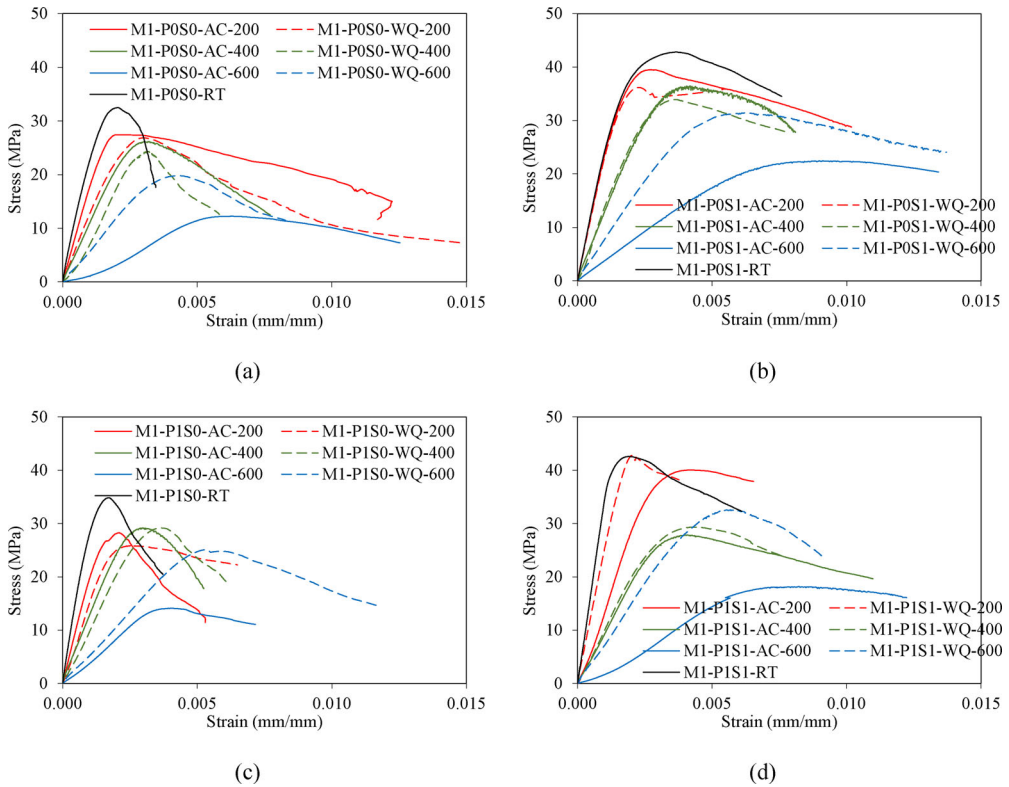 50
40
30
20
10
0
Stress (MPa)
M1-P0S0-AC-200 M1-P0S0-WQ-200
M1-P0S0-AC-400 M1-P0S0-WQ-400
M1-P0S0-AC-600 M1-P0S0-WQ-600
M1-P0S0-RT
0.000 0.005 0.010 0.015
Strain (mm/mm)
(a)
50
40
30
20
10
0
Stress (MPa)
M1-P0S1-AC-200 M1-P0S1-WQ-200
M1-P0S1-AC-400 M1-P0S1-WQ-400
M1-P0S1-AC-600 M1-P0S1-WQ-600
M1-P0S1-RT
0.000 0.005 0.010 0.015
Strain (mm/mm)
(b)
50
40
30
20
10
0
Stress (MPa)
M1-P1S0-AC-200 M1-P1S0-WQ-200
M1-P1S0-AC-400 M1-P1S0-WQ-400
M1-P1S0-AC-600 M1-P1S0-WQ-600
M1-P1S0-RT
0.000 0.005 0.010 0.015
Strain (mm/mm)
(c)
50
40
30
20
10
0
Stress (MPa)
M1-P1S1-AC-200 M1-P1S1-WQ-200
M1-P1S1-AC-400 M1-P1S1-WQ-400
M1-P1S1-AC-600 M1-P1S1-WQ-600
M1-P1S1-RT
0.000 0.005 0.010 0.015
Strain (mm/mm)
(d)